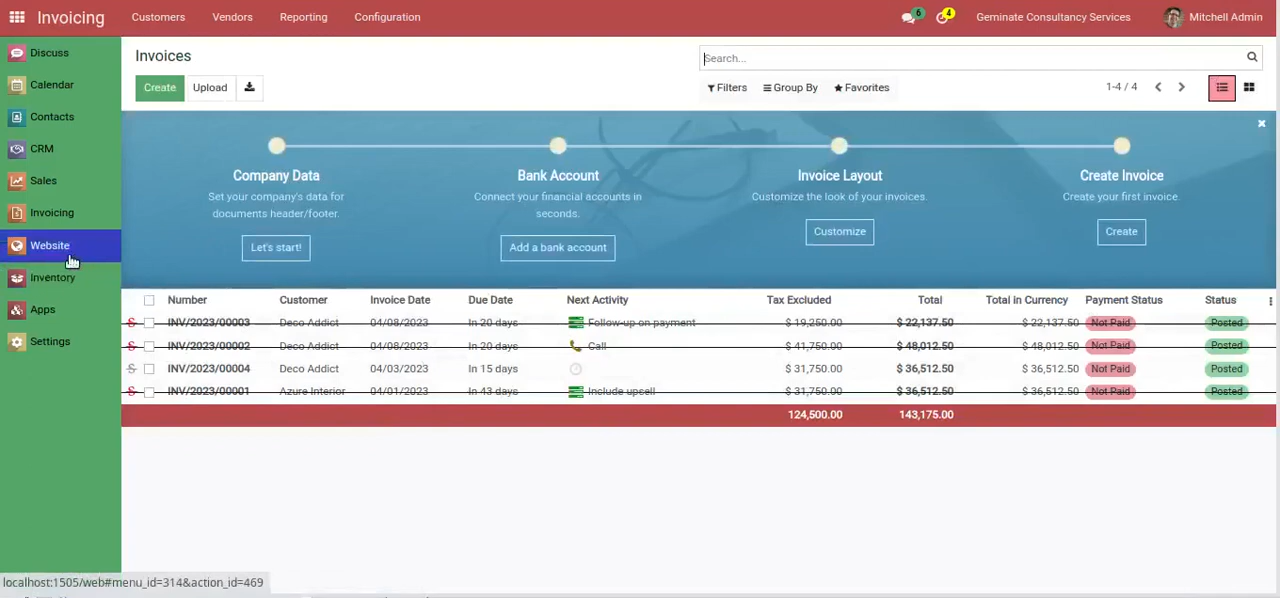 Invoicing Customers Vendors Reporting Configuration 6 4 Geminate Consultancy Services Mitchell Admin
Discuss
Calendar
Contacts
CRM
Sales
Invoicing
Website
Inventory
Apps
Settings
Invoices
Search...
Create Upload
Filters Group By Favorites 1-4 / 4
Company Data
Set your company's data for
documents header/footer.
Let's start!
Bank Account
Connect your financial accounts in
seconds.
Add a bank account
Invoice Layout
Customize the look of your invoices.
Customize
Create Invoice
Create your first invoice.
Create
Number Customer Invoice Date Due Date Next Activity Tax Excluded Total Total in Currency Payment Status Status
S INV/2023/00003 Deco Addict 04/08/2023 In 20 days Follow-up on payment $ 19,250.00 $ 22,137.50 $ 22,137.50 Not Paid Posted
S INV/2023/00002 Deco Addict 04/08/2023 In 20 days Call $ 41,750.00 $ 48,012.50 $ 48,012.50 Not Paid Posted
S INV/2023/00004 Deco Addict 04/03/2023 In 15 days $ 31,750.00 $ 36,512.50 $ 36,512.50 Not Paid Posted
S INV/2023/00001 Azure Interior 04/01/2023 In 43 days Include upsell $ 31,750.00 $ 36,512.50 $ 36,512.50 Not Paid Posted
124,500.00 143,175.00
localhost:1505/web#menu_id=314&action_id=469